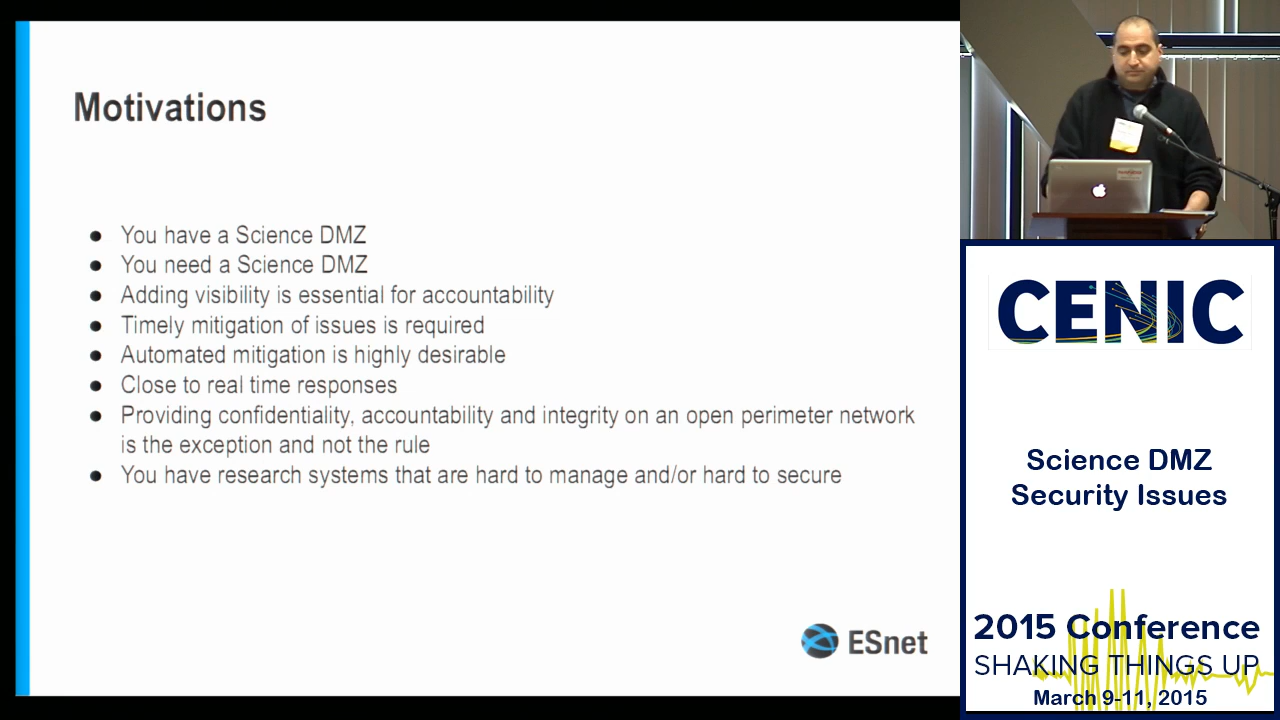 Motivations
You have a Science DMZ
You need a Science DMZ
Adding visibility is essential for accountability
Timely mitigation of issues is required
Automated mitigation is highly desirable
Close to real time responses
Providing confidentiality, accountability and integrity on an open perimeter network
is the exception and not the rule
You have research systems that are hard to manage and/or hard to secure
ESnet
CENIC
Science DMZ
Security Issues
2015 Conference
SHAKING THINGS UP
March 9-11, 2015